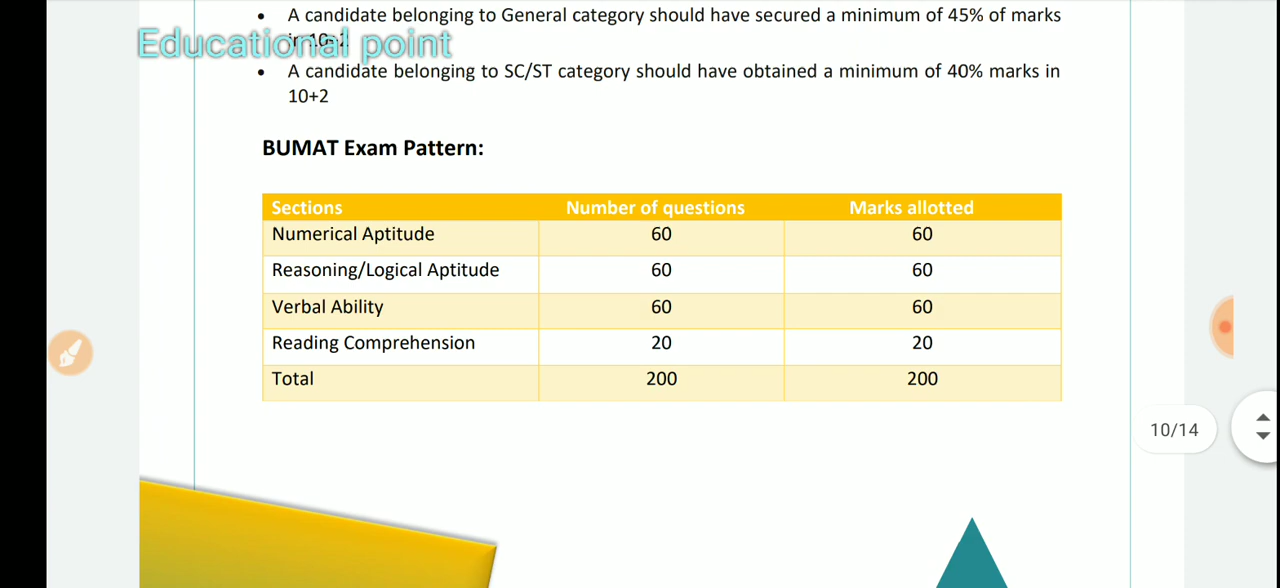 • A candidate belonging to General category should have secured a minimum of 45% of marks
in 10+2
Educational point
• A candidate belonging to SC/ST category should have obtained a minimum of 40% marks in
10+2
BUMAT Exam Pattern:
Sections Number of questions Marks allotted
Numerical Aptitude 60 60
Reasoning/Logical Aptitude 60 60
Verbal Ability 60 60
Reading Comprehension 20 20
Total 200 200
10/14